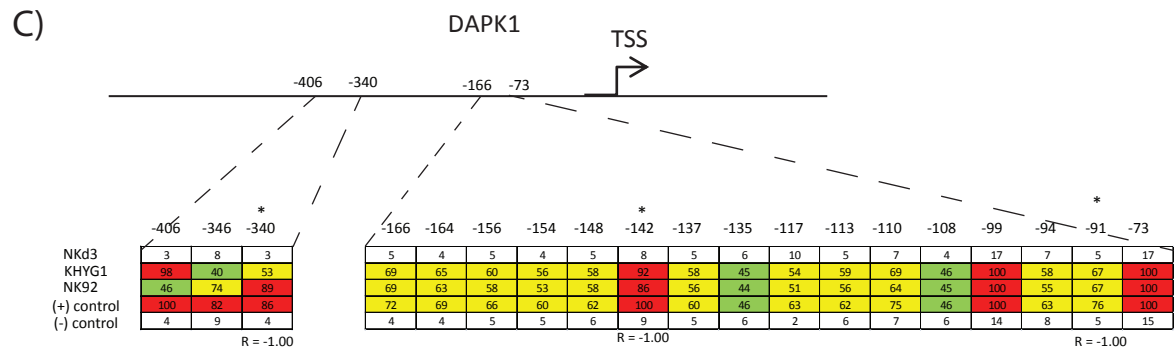 C)
DAPK1
TSS
-406 -340 -166 -73
* * *
-406 -346 -340 -166 -164 -156 -154 -148 -142 -137 -135 -117 -113 -110 -108 -99 -94 -91 -73
NKd3 3 8 3 5 4 5 4 5 8 5 6 10 5 7 4 17 7 5 17
KHYG1 98 40 53 69 65 60 56 58 92 58 45 54 59 69 46 100 58 67 100
NK92 46 74 89 69 63 58 53 58 86 56 44 51 56 64 45 100 55 67 100
(+) control 100 82 86 72 69 66 60 62 100 60 46 63 62 75 46 100 63 76 100
(-) control 4 9 4 4 4 5 5 6 9 5 6 2 6 7 6 14 8 5 15
R = -1.00 R = -1.00 R = -1.00